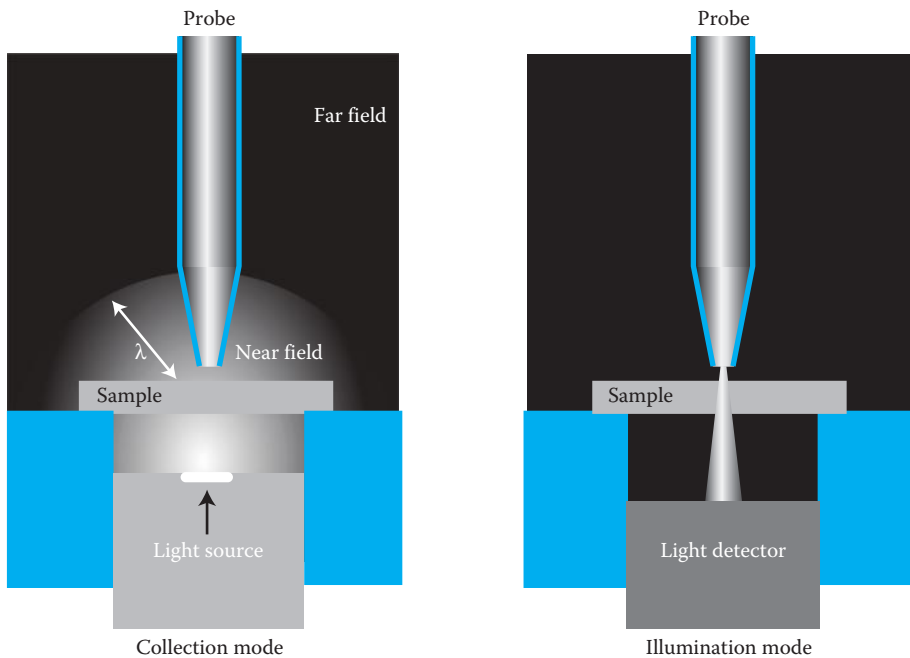 Probe
Far field
λ
Near field
Sample
Light source
Collection mode
Probe
Sample
Light detector
Illumination mode